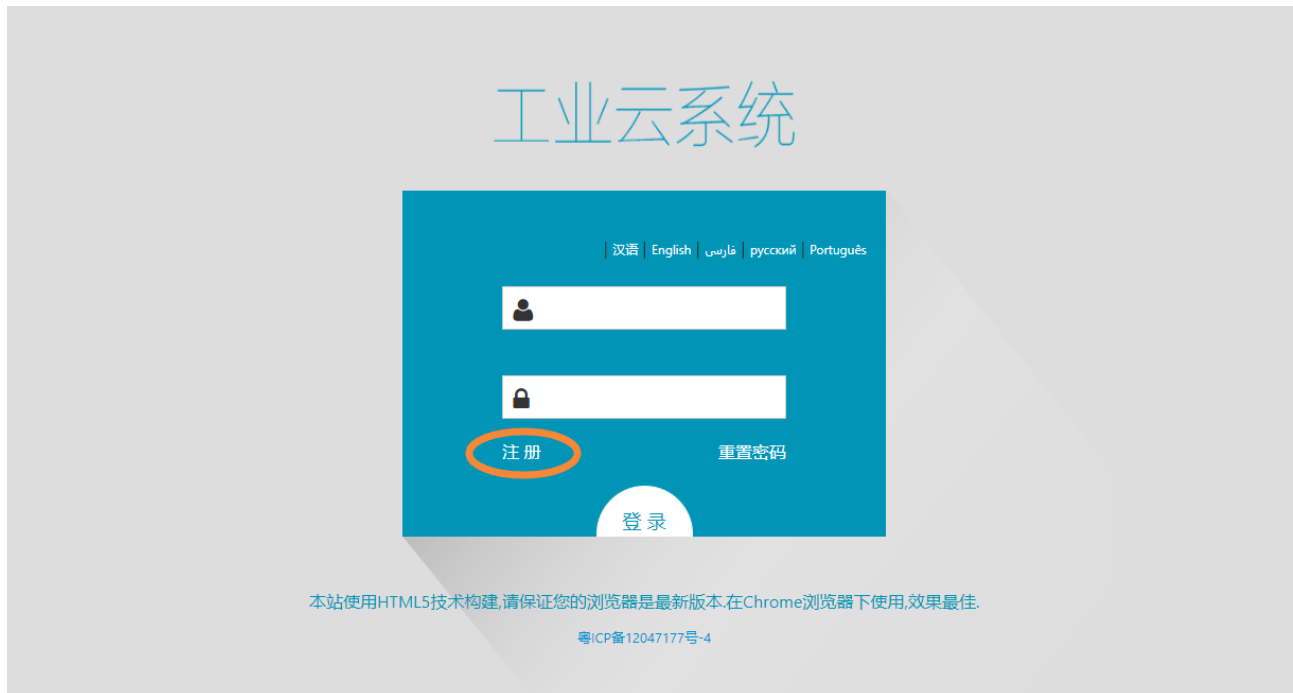 工业云系统
汉语 English فارسی русский Português
注册 重置密码
登录
本站使用HTML5技术构建,请保证您的浏览器是最新版本.在Chrome浏览器下使用,效果最佳.
粤ICP备12047177号-4